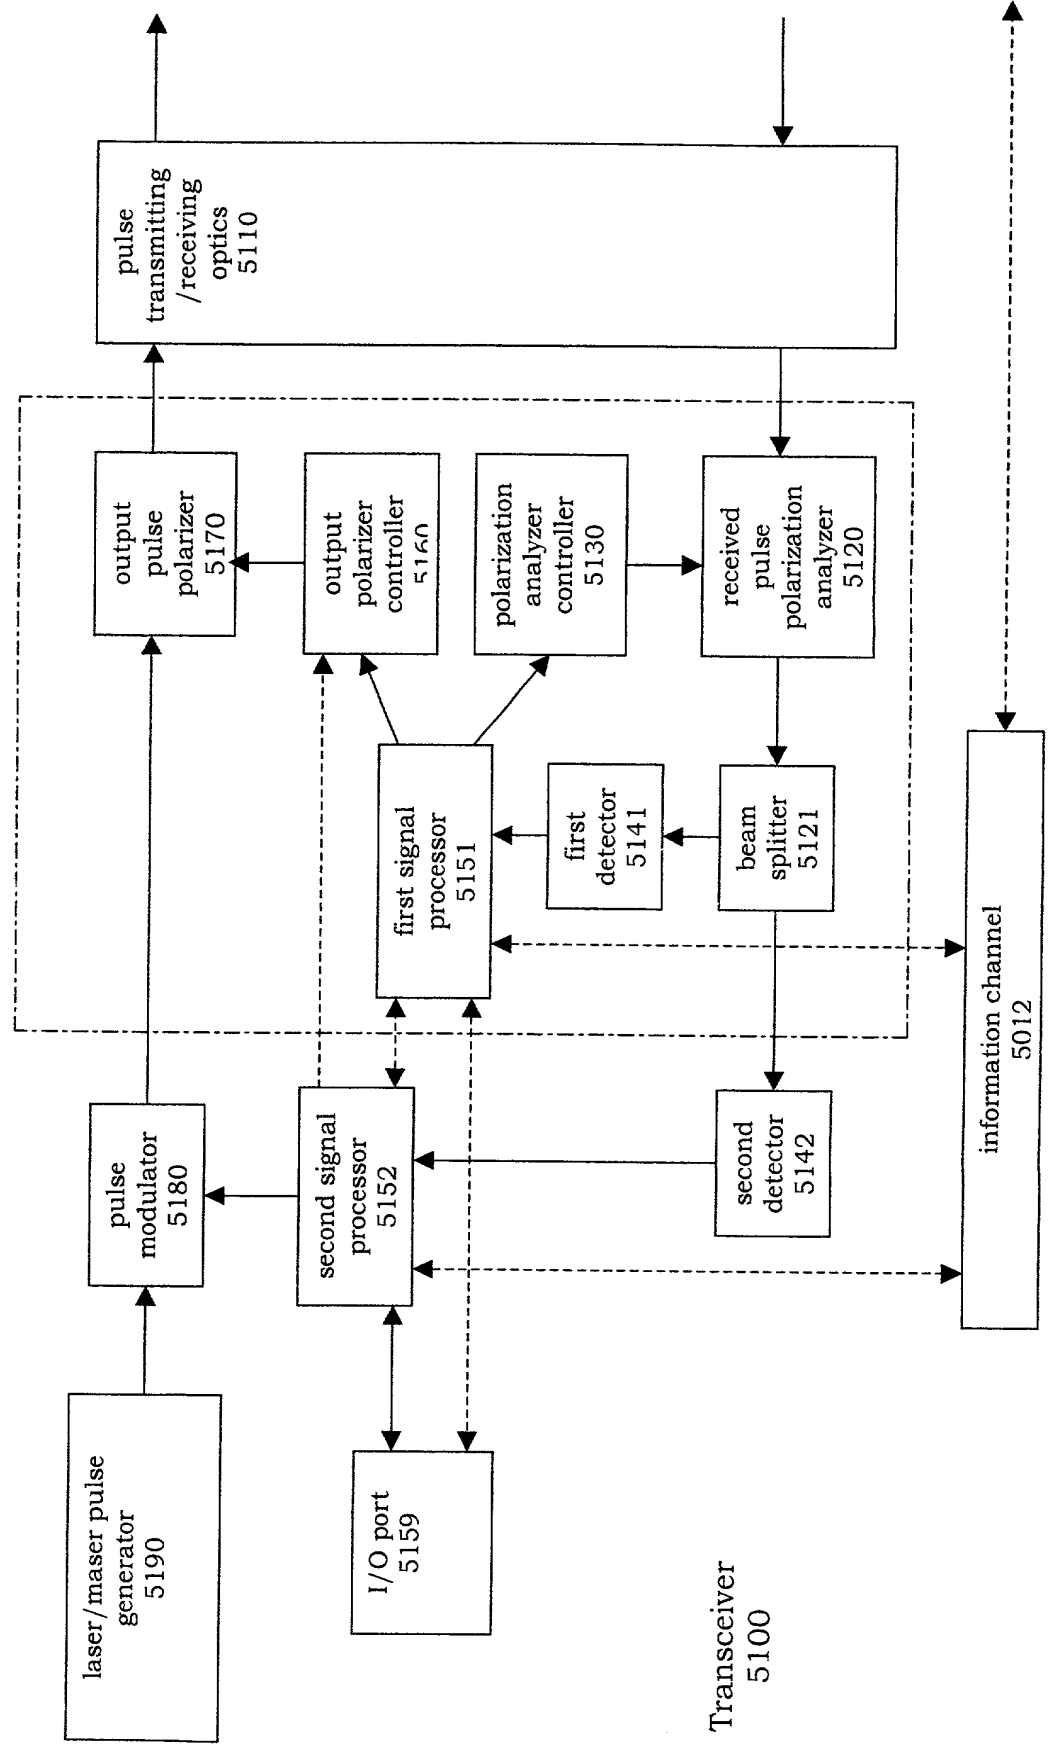 laser/maser pulse
generator
5190
pulse
modulator
5180
output
pulse
polarizer
5170
pulse
transmitting
/receiving
optics
5110
I/O port
5159
second signal
processor
5152
first signal
processor
5151
output
polarizer
controller
5160
polarization
analyzer
controller
5130
first
detector
5141
second
detector
5142
beam
splitter
5121
received
pulse
polarization
analyzer
5120
Transceiver
5100
information channel
5012